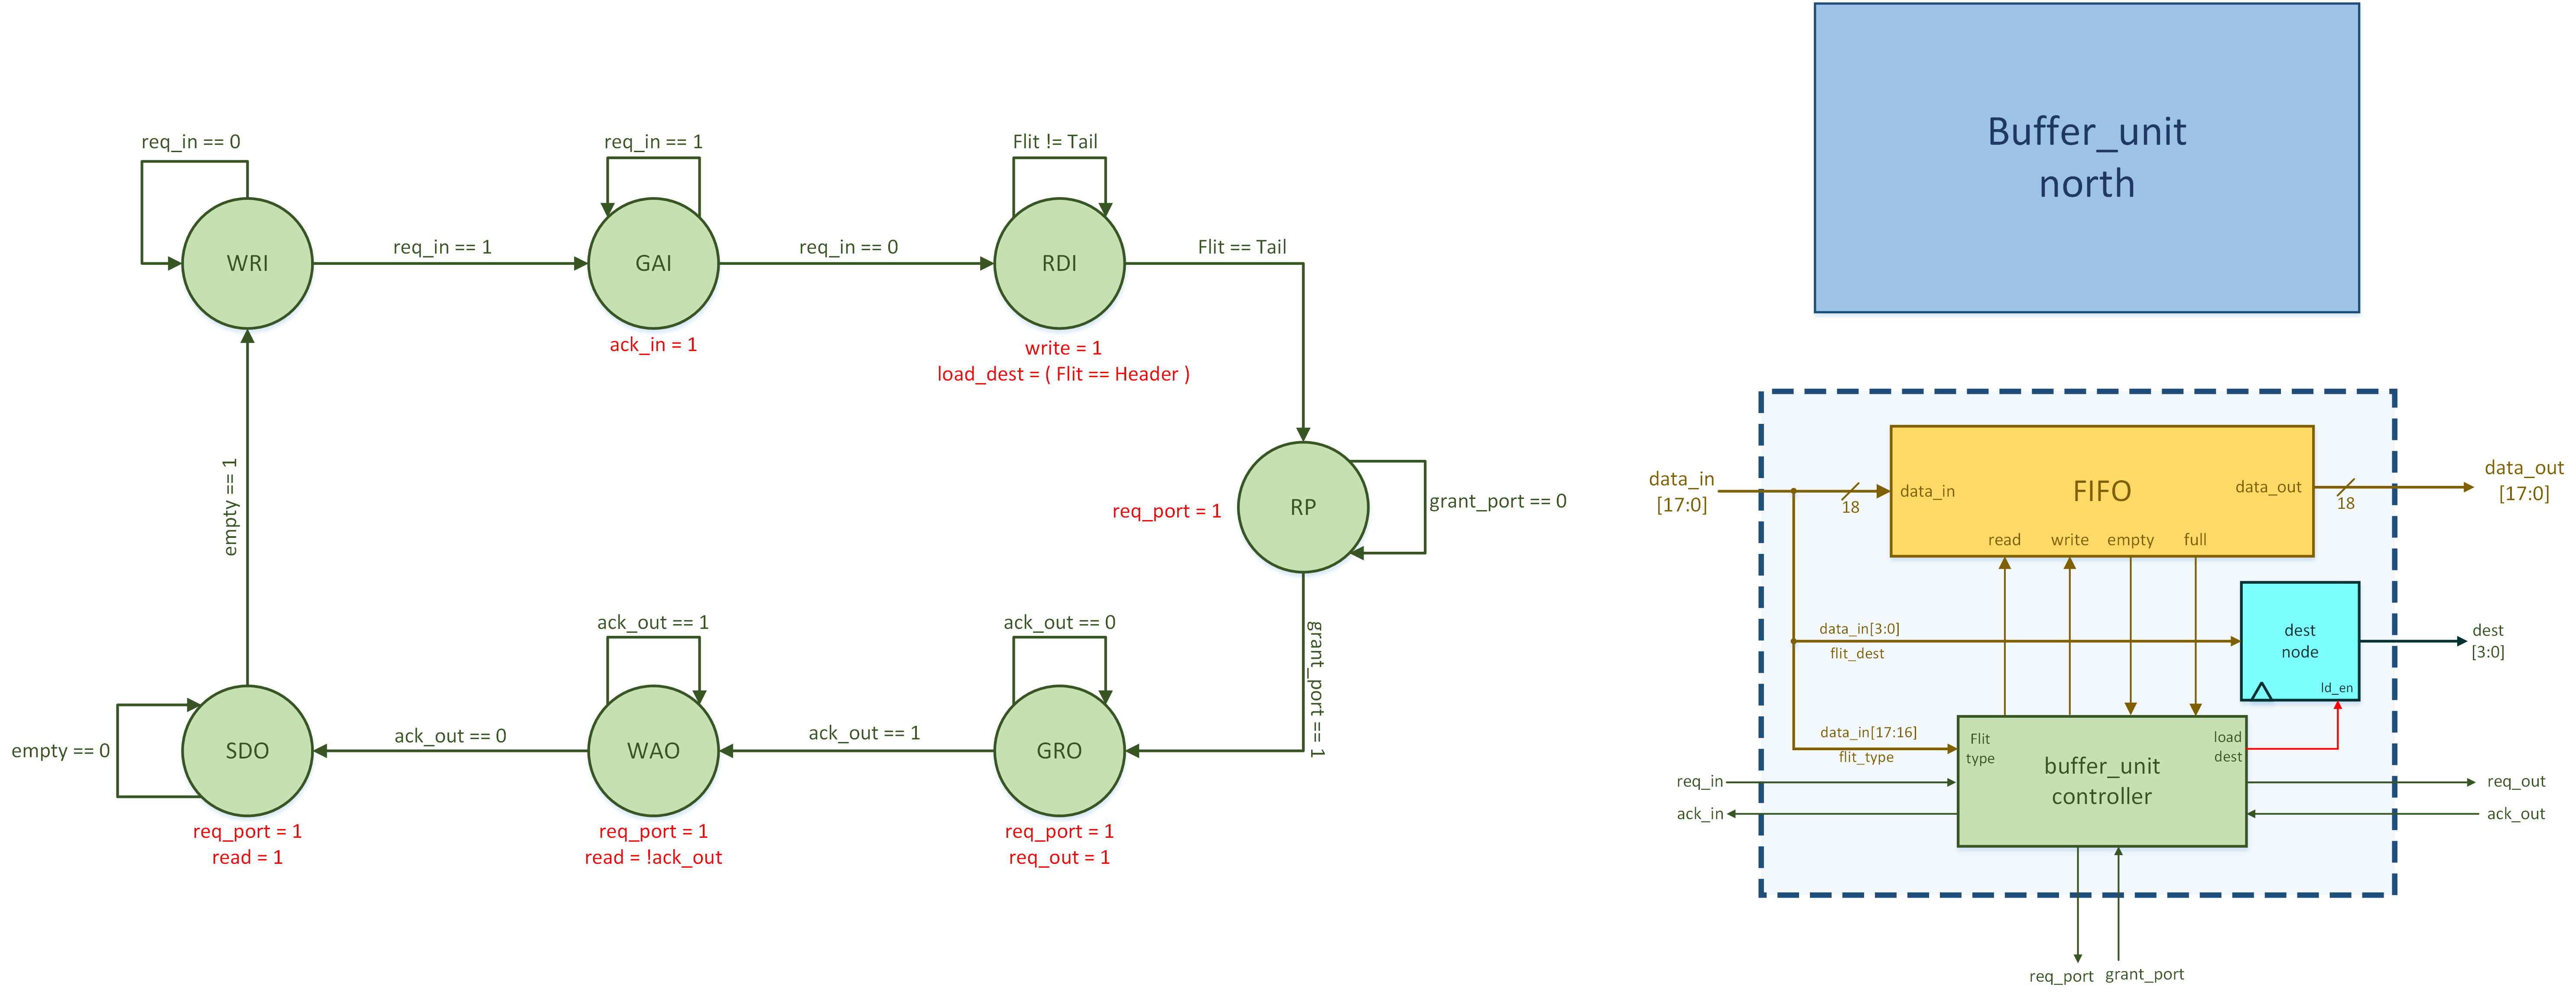 req_in == 0
req_in == 1
Flit != Tail
WRI
req_in == 1
GAI
req_in == 0
RDI
Flit == Tail
ack_in = 1
write = 1
load_dest = ( Flit == Header )
empty == 1
req_port = 1
RP
grant_port == 0
grant_port == 1
ack_out == 1
ack_out == 0
empty == 0
SDO
ack_out == 0
WAO
ack_out == 1
GRO
req_port = 1
read = 1
req_port = 1
read = !ack_out
req_port = 1
req_out = 1
Buffer_unit
north
data_in
[17:0]
18
data_in
FIFO
data_out
18
data_out
[17:0]
read
write
empty
full
data_in[3:0]
flit_dest
dest
node
ld_en
dest
[3:0]
data_in[17:16]
flit_type
Flit
type
load
dest
buffer_unit
controller
req_in
ack_in
req_out
ack_out
req_port
grant_port